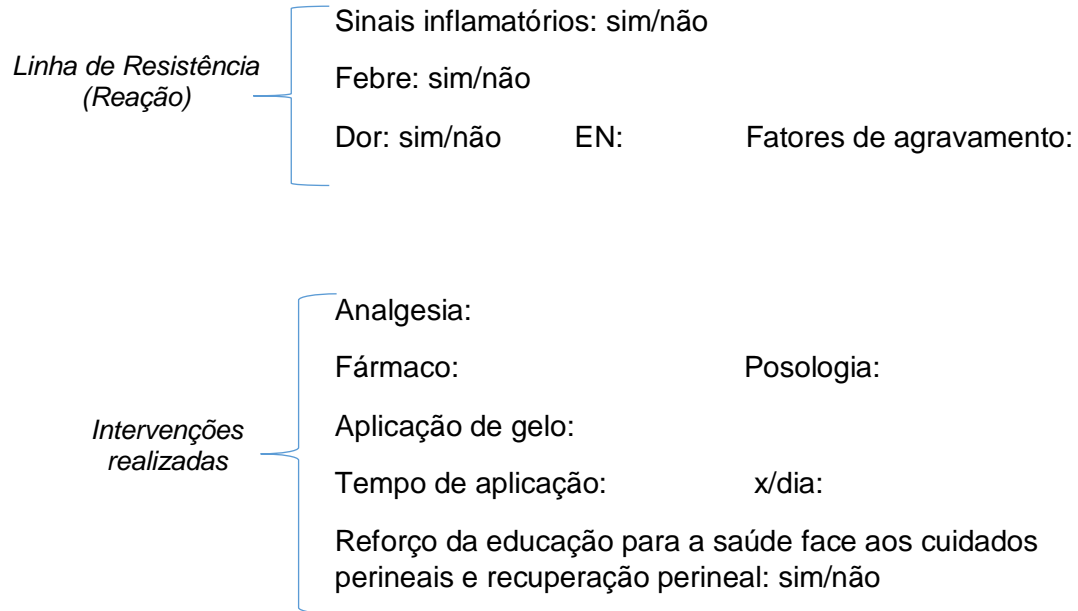 Linha de Resistência
(Reação)
Sinais inflamatórios: sim/não
Febre: sim/não
Dor: sim/não EN: Fatores de agravamento:
Intervenções
realizadas
Analgesia:
Fármaco: Posologia:
Aplicação de gelo:
Tempo de aplicação: x/dia:
Reforço da educação para a saúde face aos cuidados
perineais e recuperação perineal: sim/não